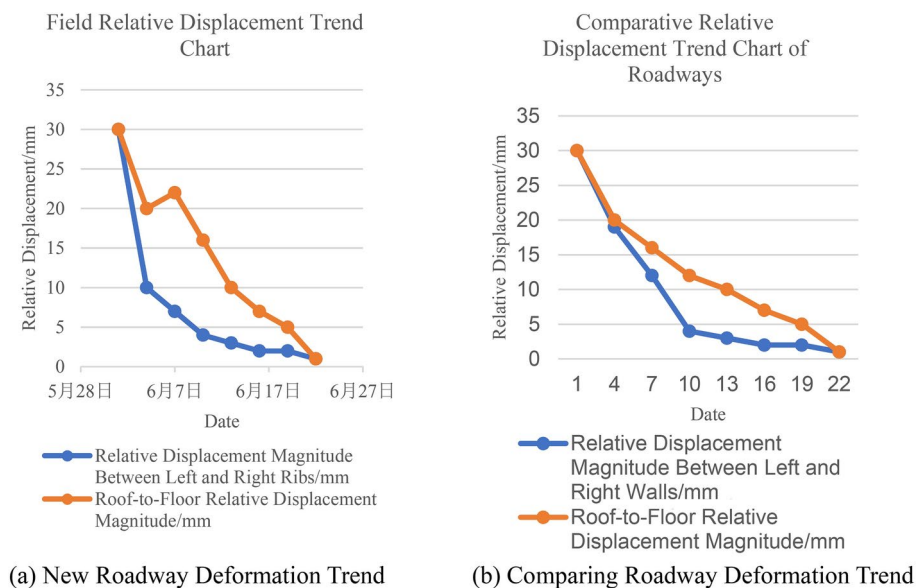 Field Relative Displacement Trend
Chart
35
30
25
20
15
10
5
0
Relative Displacement/mm
5月28日 6月7日 6月17日 6月27日
Date
Relative Displacement Magnitude
Between Left and Right Ribs/mm
Roof-to-Floor Relative Displacement
Magnitude/mm
(a) New Roadway Deformation Trend
Comparative Relative
Displacement Trend Chart of
Roadways
35
30
25
20
15
10
5
0
Relative Displacement/mm
1 4 7 10 13 16 19 22
Date
Relative Displacement
Magnitude Between Left and
Right Walls/mm
Roof-to-Floor Relative
Displacement Magnitude/mm
(b) Comparing Roadway Deformation Trend